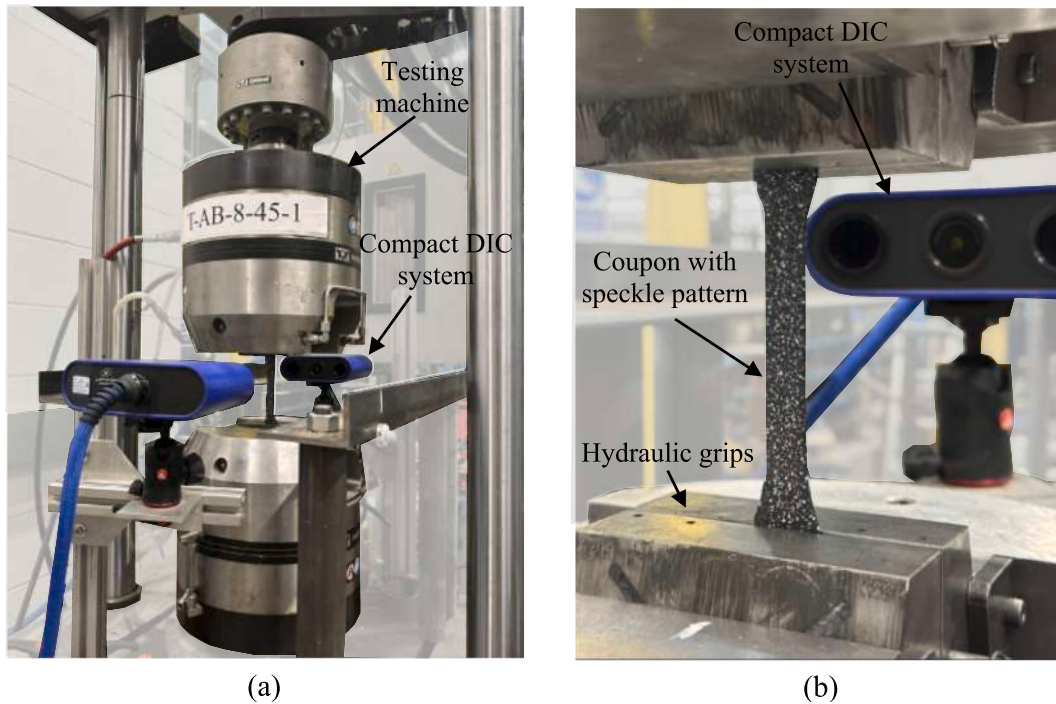 Testing
machine
T-AB-8-45-1
Compact DIC
system
(a)
Compact DIC
system
Coupon with
speckle pattern
Hydraulic grips
(b)